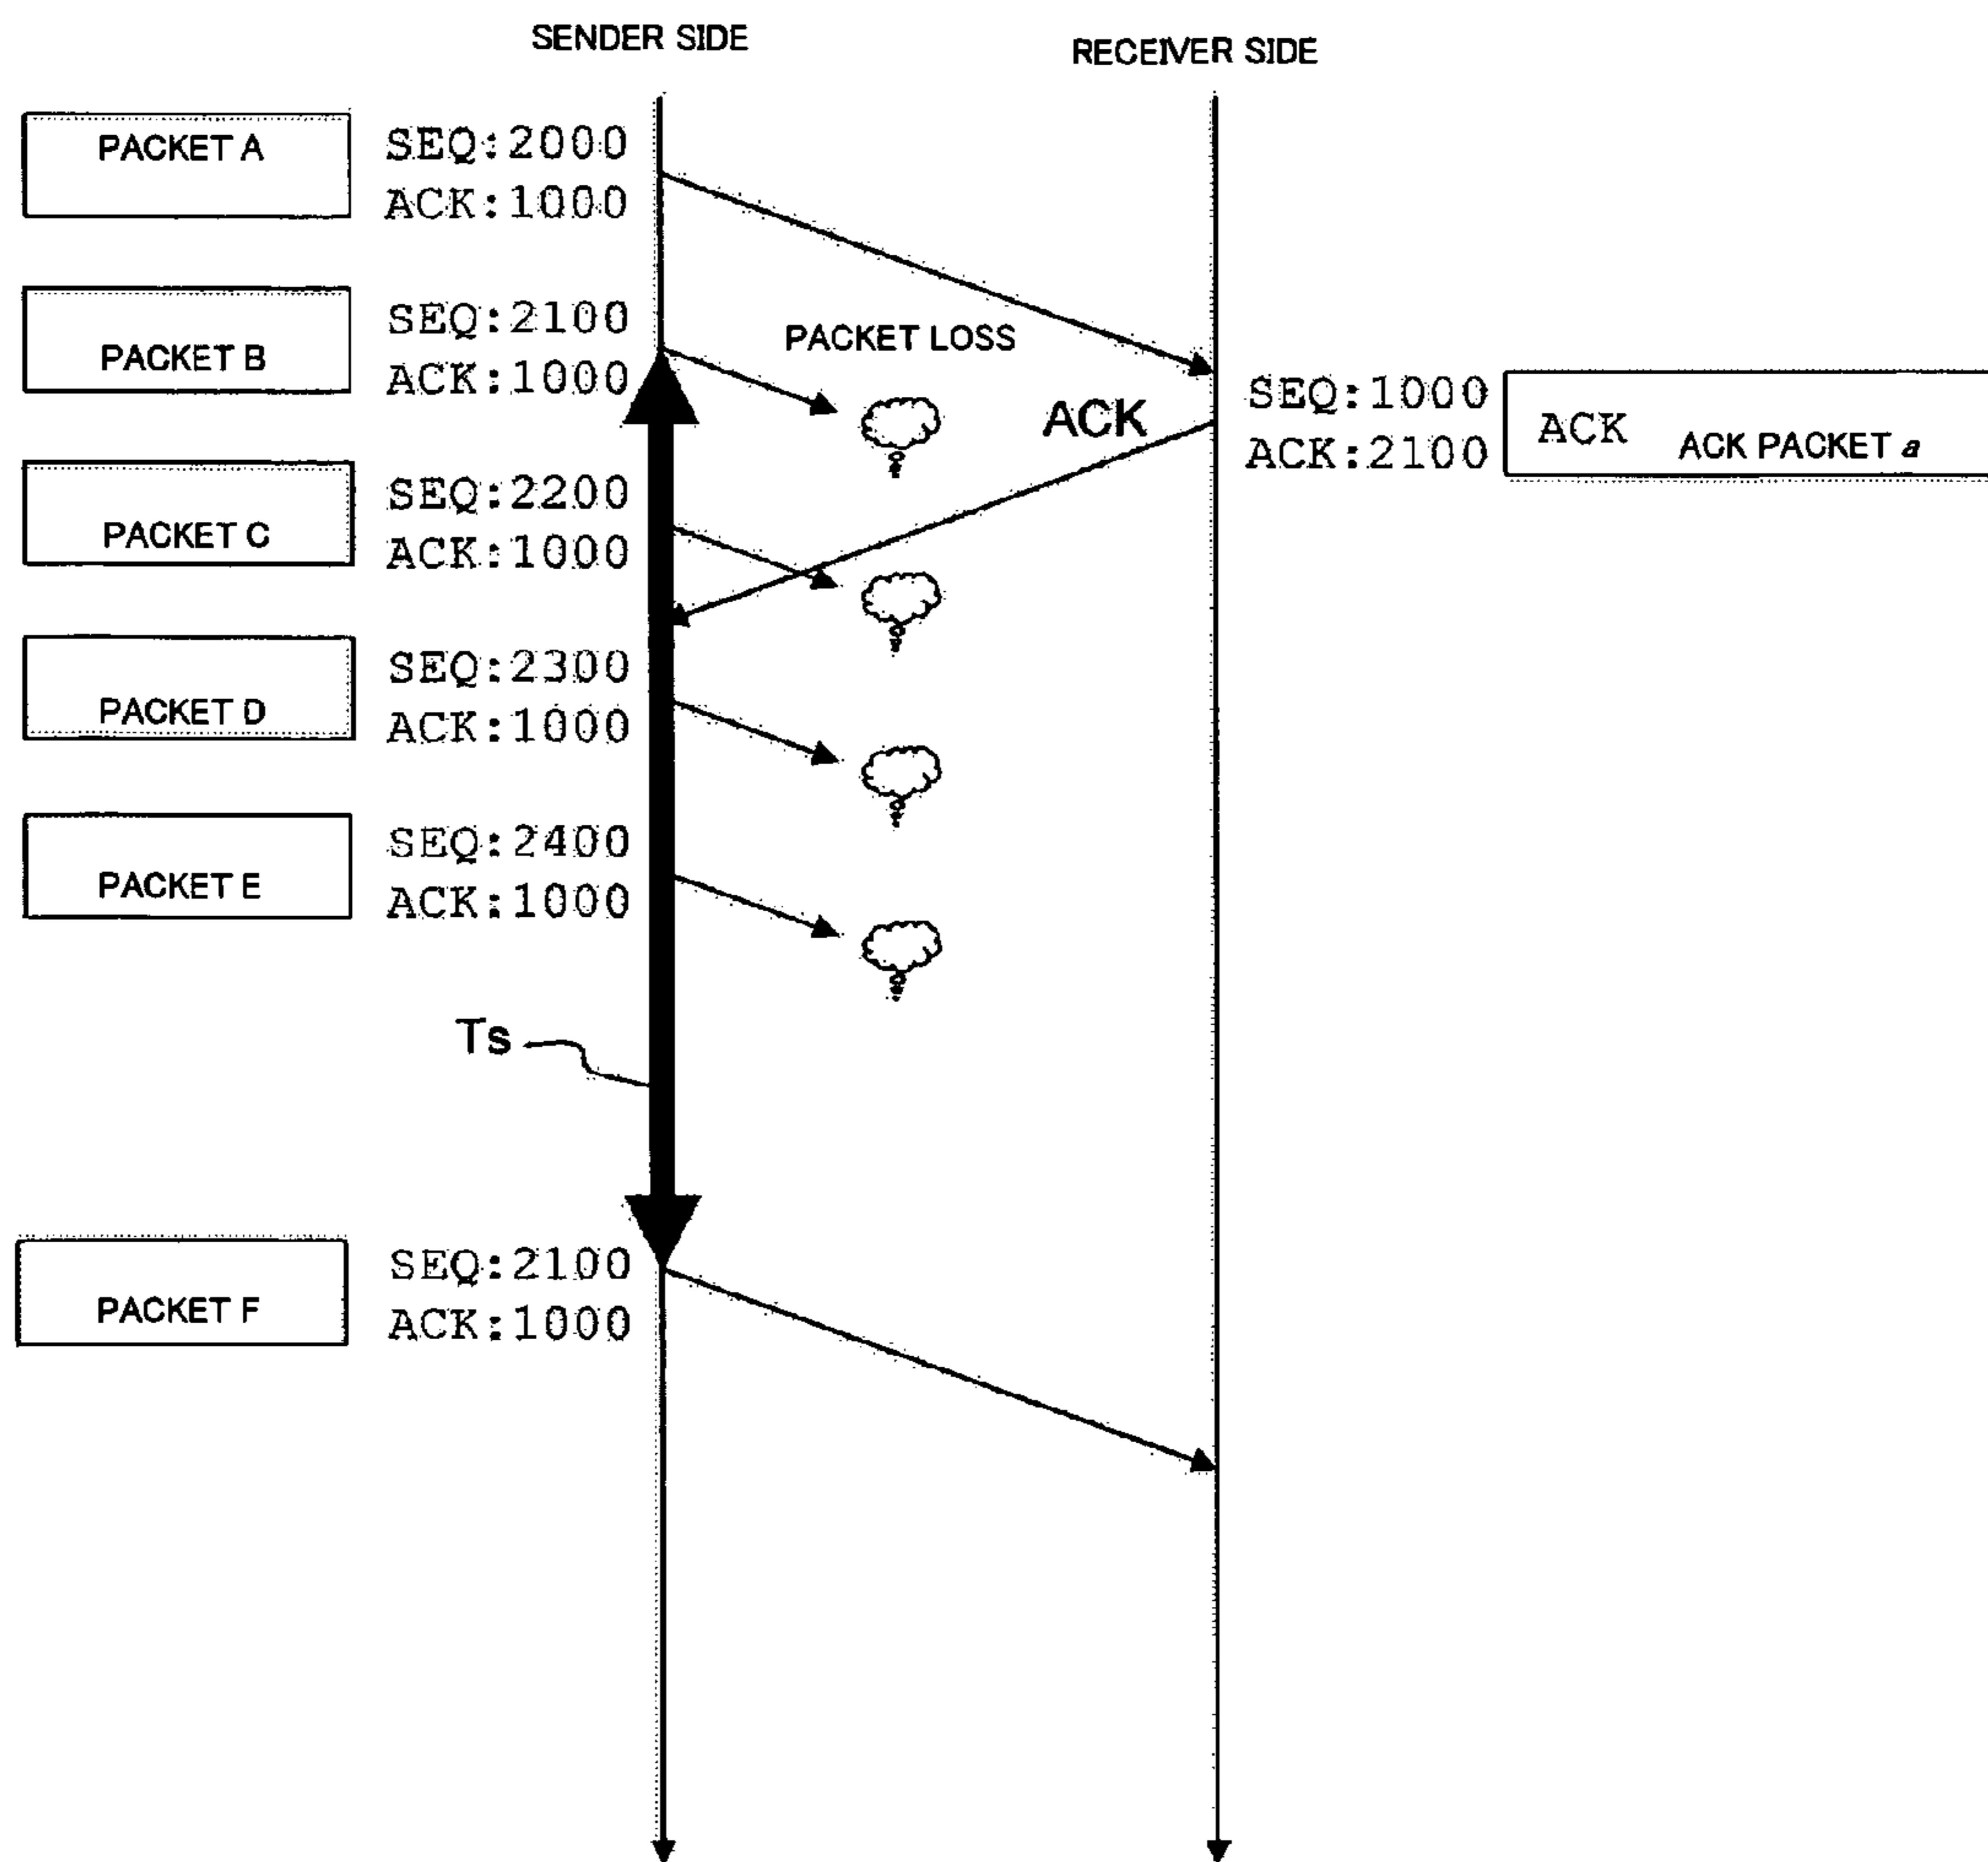 SENDER SIDE
RECEIVER SIDE
PACKET A
SEQ:2000
ACK:1000
PACKET B
SEQ:2100
ACK:1000
PACKET LOSS
ACK
SEQ:1000
ACK:2100
ACK ACK PACKET a
PACKET C
SEQ:2200
ACK:1000
PACKET D
SEQ:2300
ACK:1000
PACKET E
SEQ:2400
ACK:1000
Ts
PACKET F
SEQ:2100
ACK:1000